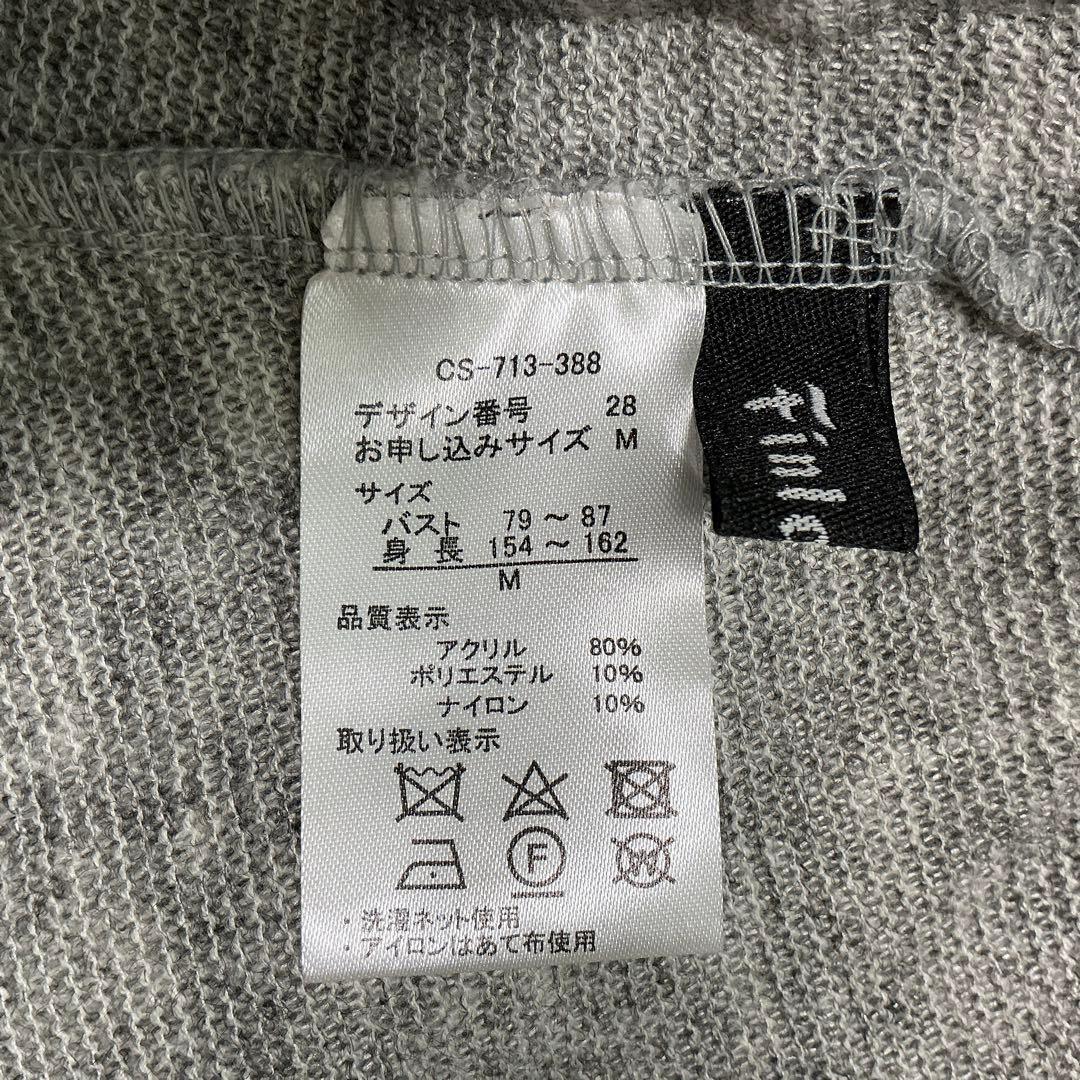 CS-713-388
デザイン番号 28
お申し込みサイズ M
サイズ
バスト 79～87
身長 154～162
M
品質表示
アクリル 80%
ポリエステル 10%
ナイロン 10%
取り扱い表示
F
W
・洗濯ネット使用
・アイロンはあて布使用